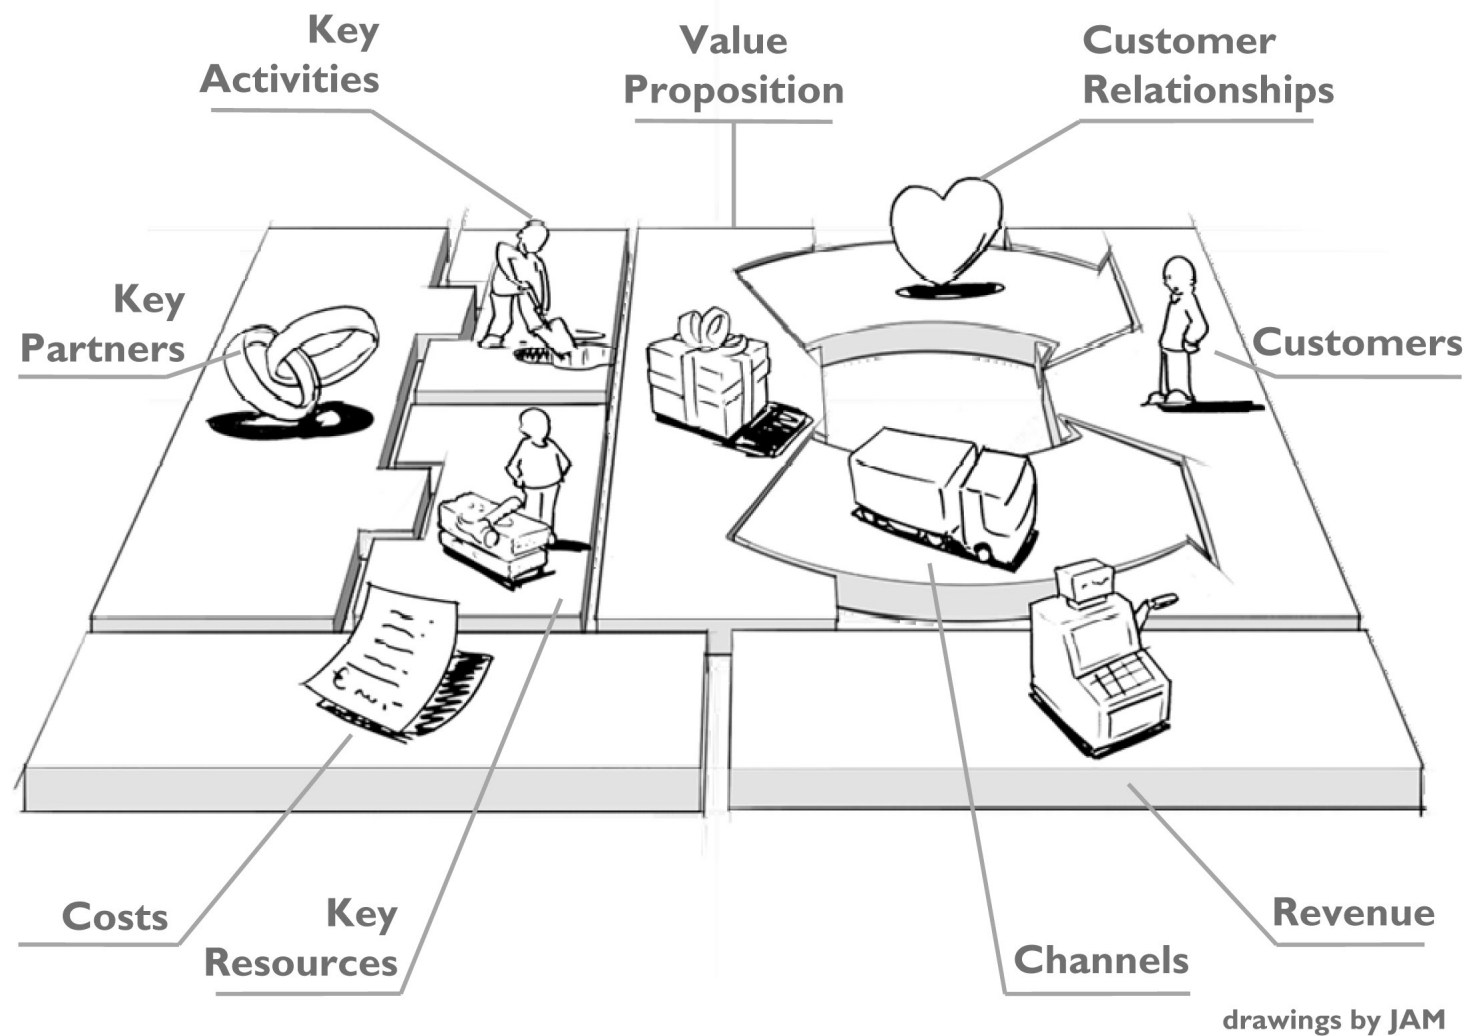 Key
Activities
Value
Proposition
Customer
Relationships
Key
Partners
Customers
€
Costs
Key
Resources
Channels
Revenue
drawings by JAM